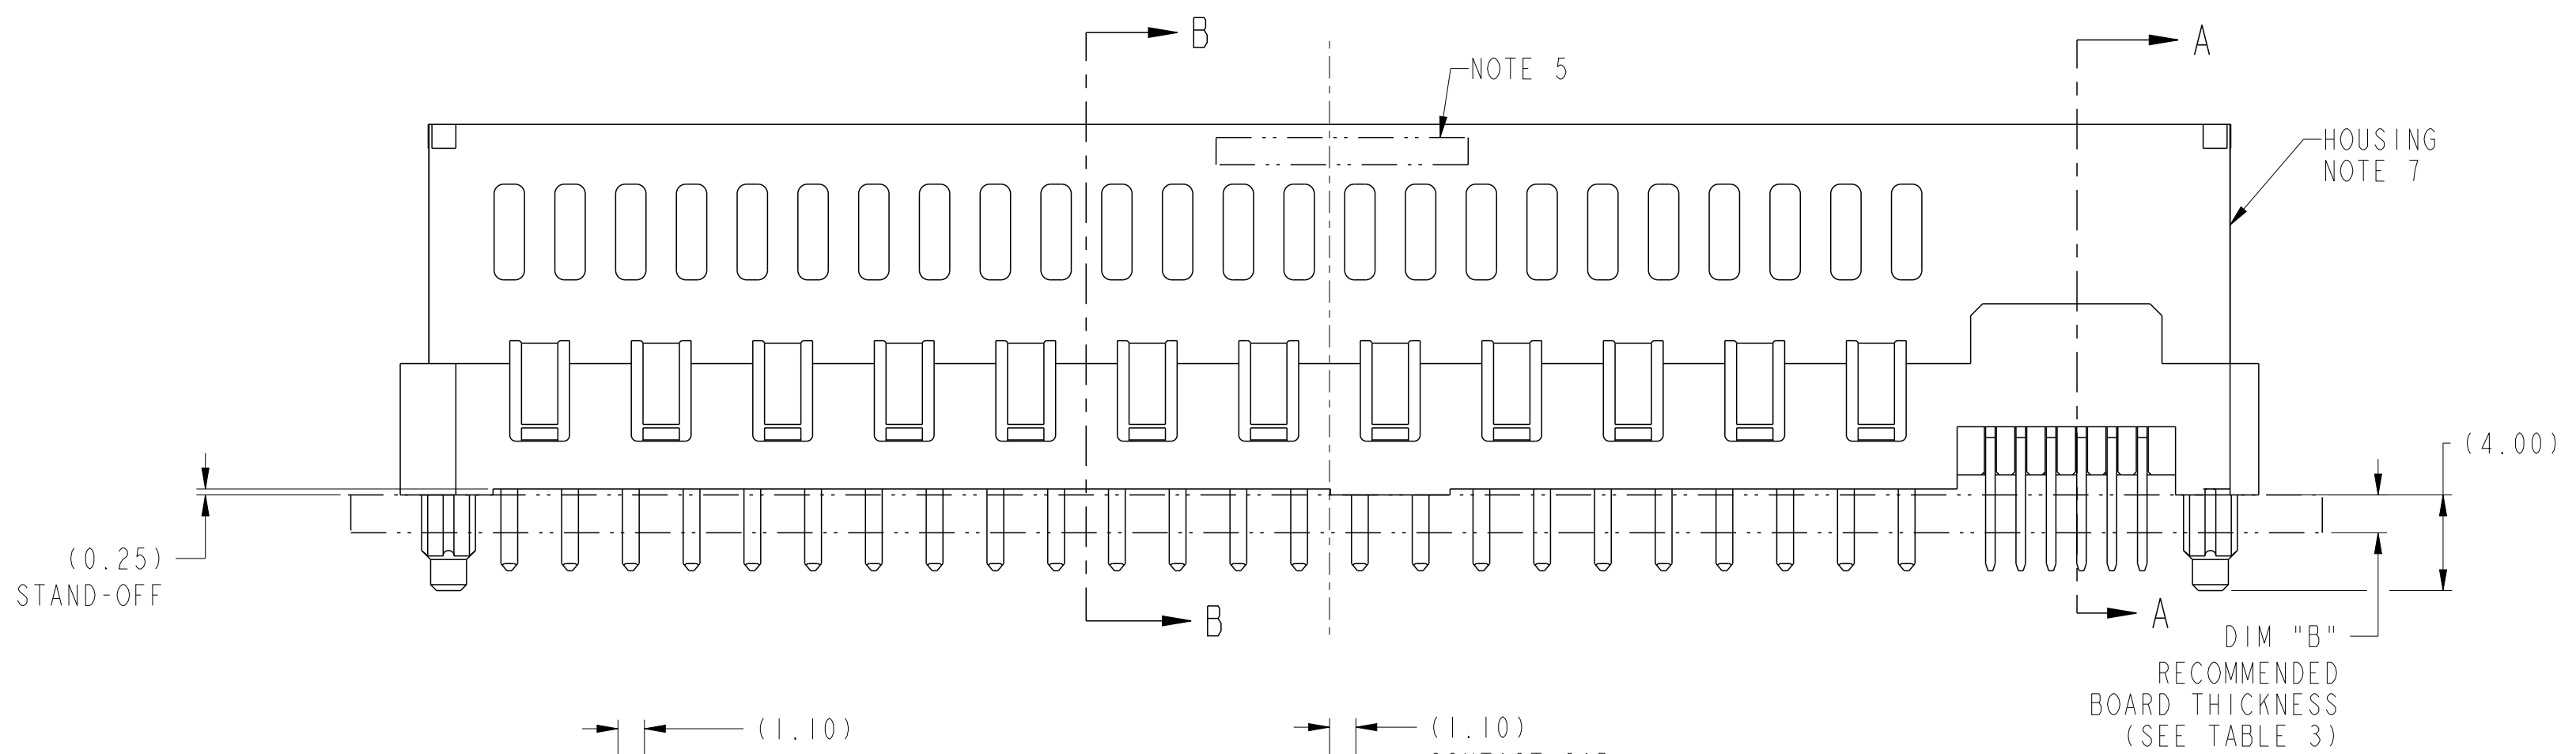 B
A
NOTE 5
HOUSING
NOTE 7
(4.00)
(0.25)
STAND-OFF
B
A
DIM "B"
RECOMMENDED
BOARD THICKNESS
(SEE TABLE 3)
(1.10)
(1.10)